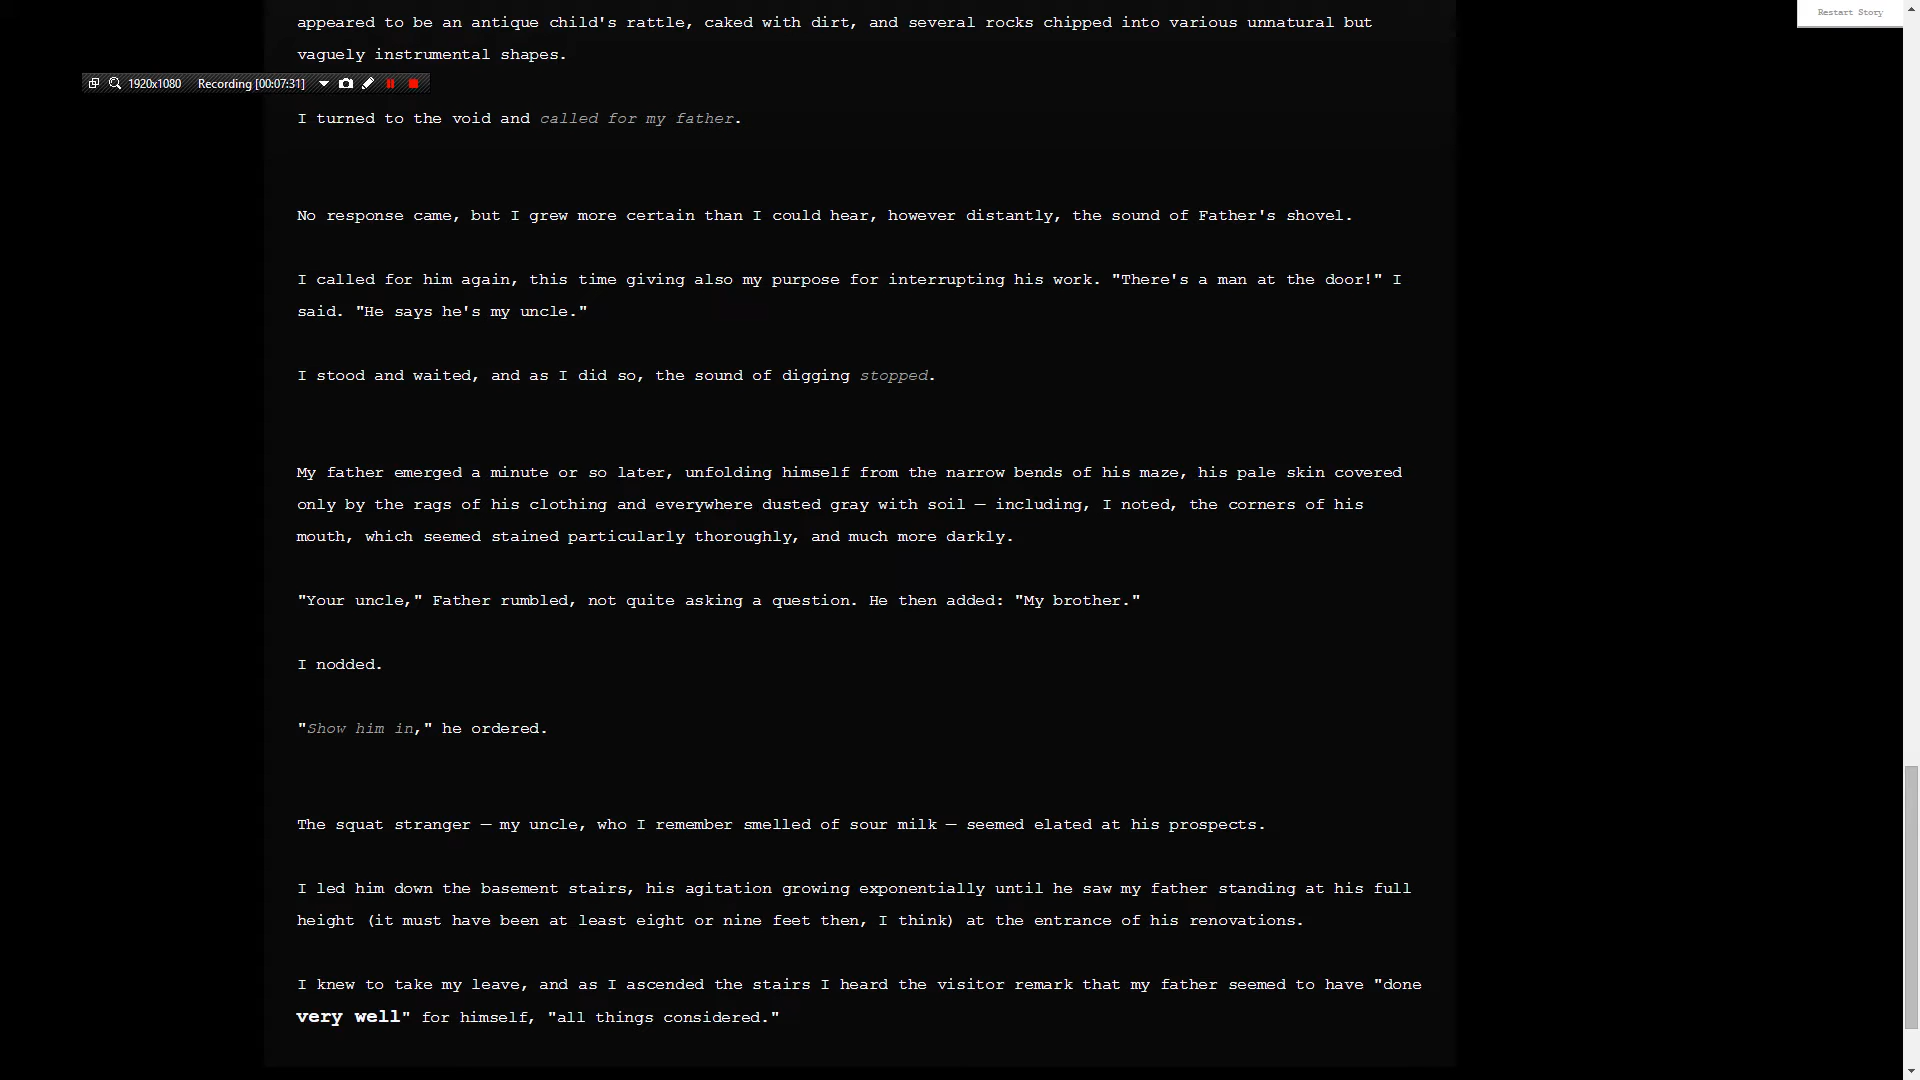 appeared to be an antique child's rattle, caked with dirt, and several rocks chipped into various unnatural but
Restart Story
vaguely instrumental shapes.
1920x1080 Recording [00:07:31]
I turned to the void and called for my father.
No response came, but I grew more certain than I could hear, however distantly, the sound of Father's shovel.
I called for him again, this time giving also my purpose for interrupting his work. "There's a man at the door!" I
said. "He says he's my uncle."
I stood and waited, and as I did so, the sound of digging stopped.
My father emerged a minute or so later, unfolding himself from the narrow bends of his maze, his pale skin covered
only by the rags of his clothing and everywhere dusted gray with soil — including, I noted, the corners of his
mouth, which seemed stained particularly thoroughly, and much more darkly.
"Your uncle," Father rumbled, not quite asking a question. He then added: "My brother."
I nodded.
"Show him in," he ordered.
The squat stranger — my uncle, who I remember smelled of sour milk — seemed elated at his prospects.
I led him down the basement stairs, his agitation growing exponentially until he saw my father standing at his full
height (it must have been at least eight or nine feet then, I think) at the entrance of his renovations.
I knew to take my leave, and as I ascended the stairs I heard the visitor remark that my father seemed to have "done
very well" for himself, "all things considered."